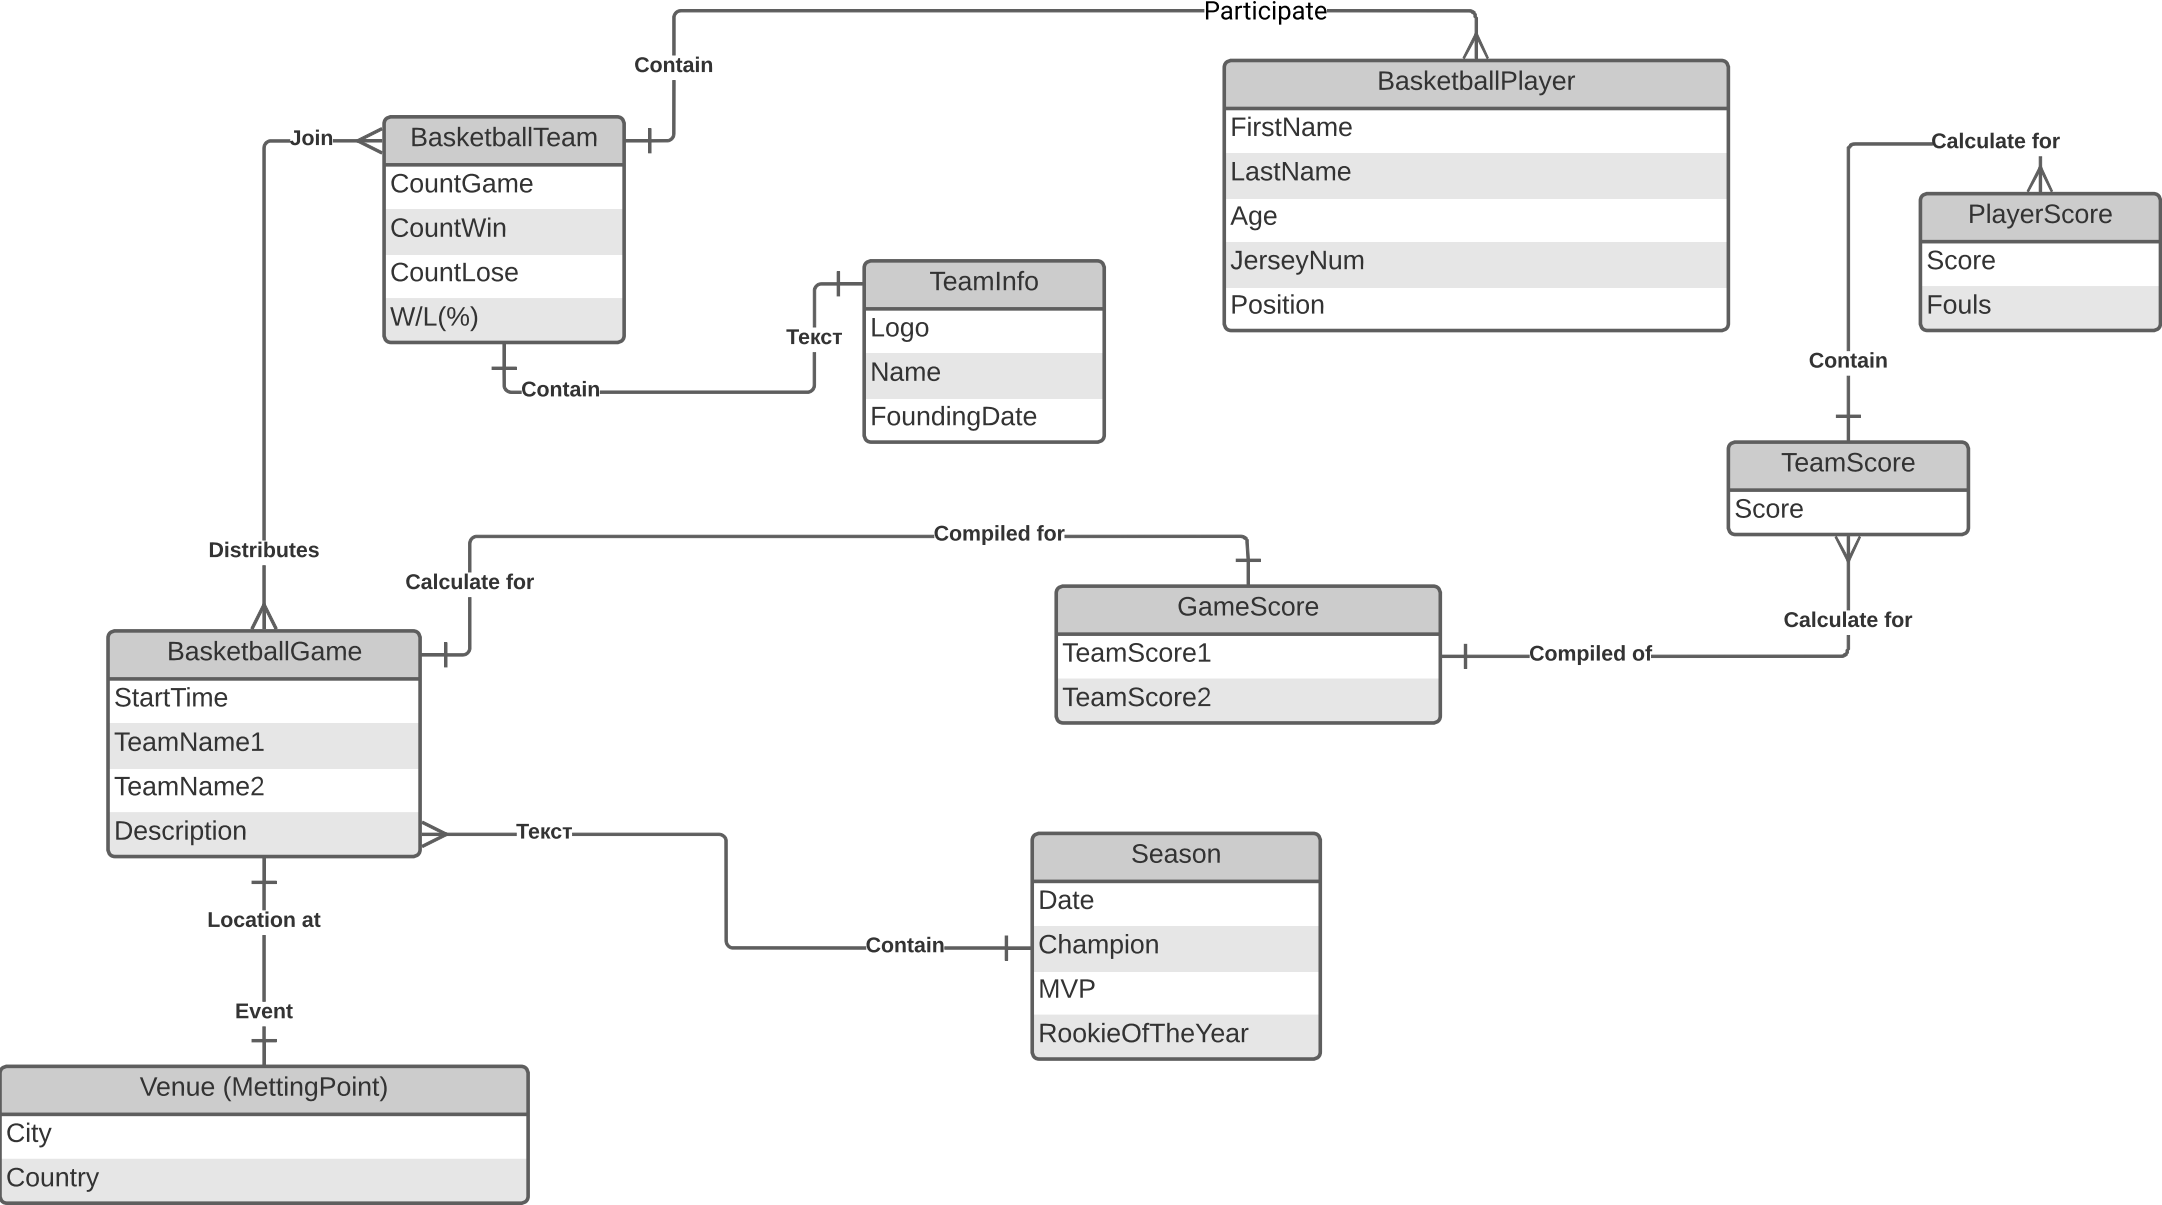 Participate
Contain
BasketballPlayer
FirstName
LastName
Age
JerseyNum
Position
Join
BasketballTeam
CountGame
CountWin
CountLose
W/L(%)
Calculate for
PlayerScore
Score
Fouls
TeamInfo
Logo
Name
FoundingDate
Текст
Contain
Contain
TeamScore
Score
Distributes
Compiled for
Calculate for
GameScore
TeamScore1
TeamScore2
Calculate for
Compiled of
BasketballGame
StartTime
TeamName1
TeamName2
Description
Текст
Season
Date
Champion
MVP
RookieOfTheYear
Contain
Location at
Event
Venue (MettingPoint)
City
Country